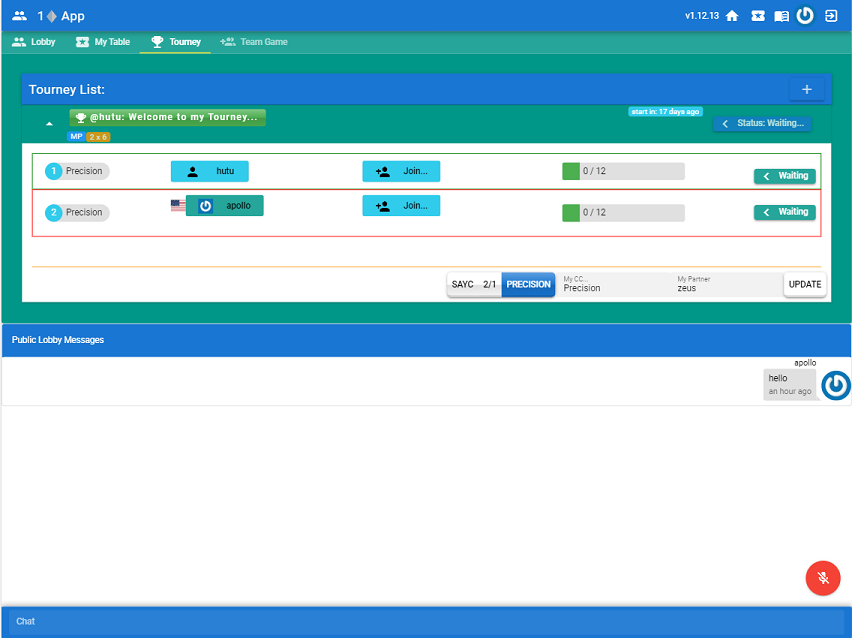 1 App v1.12.13
Lobby My Table Tourney Team Game
Tourney List: +
@hutu: Welcome to my Tourney... start in: 17 days ago Status: Waiting...
MP 2 x 6
1 Precision hutu Join... 0 / 12 Waiting
2 Precision apollo Join... 0 / 12 Waiting
SAYC 2/1 PRECISION My CC... Precision My Partner zeus UPDATE
Public Lobby Messages
apollo
hello
an hour ago
Chat